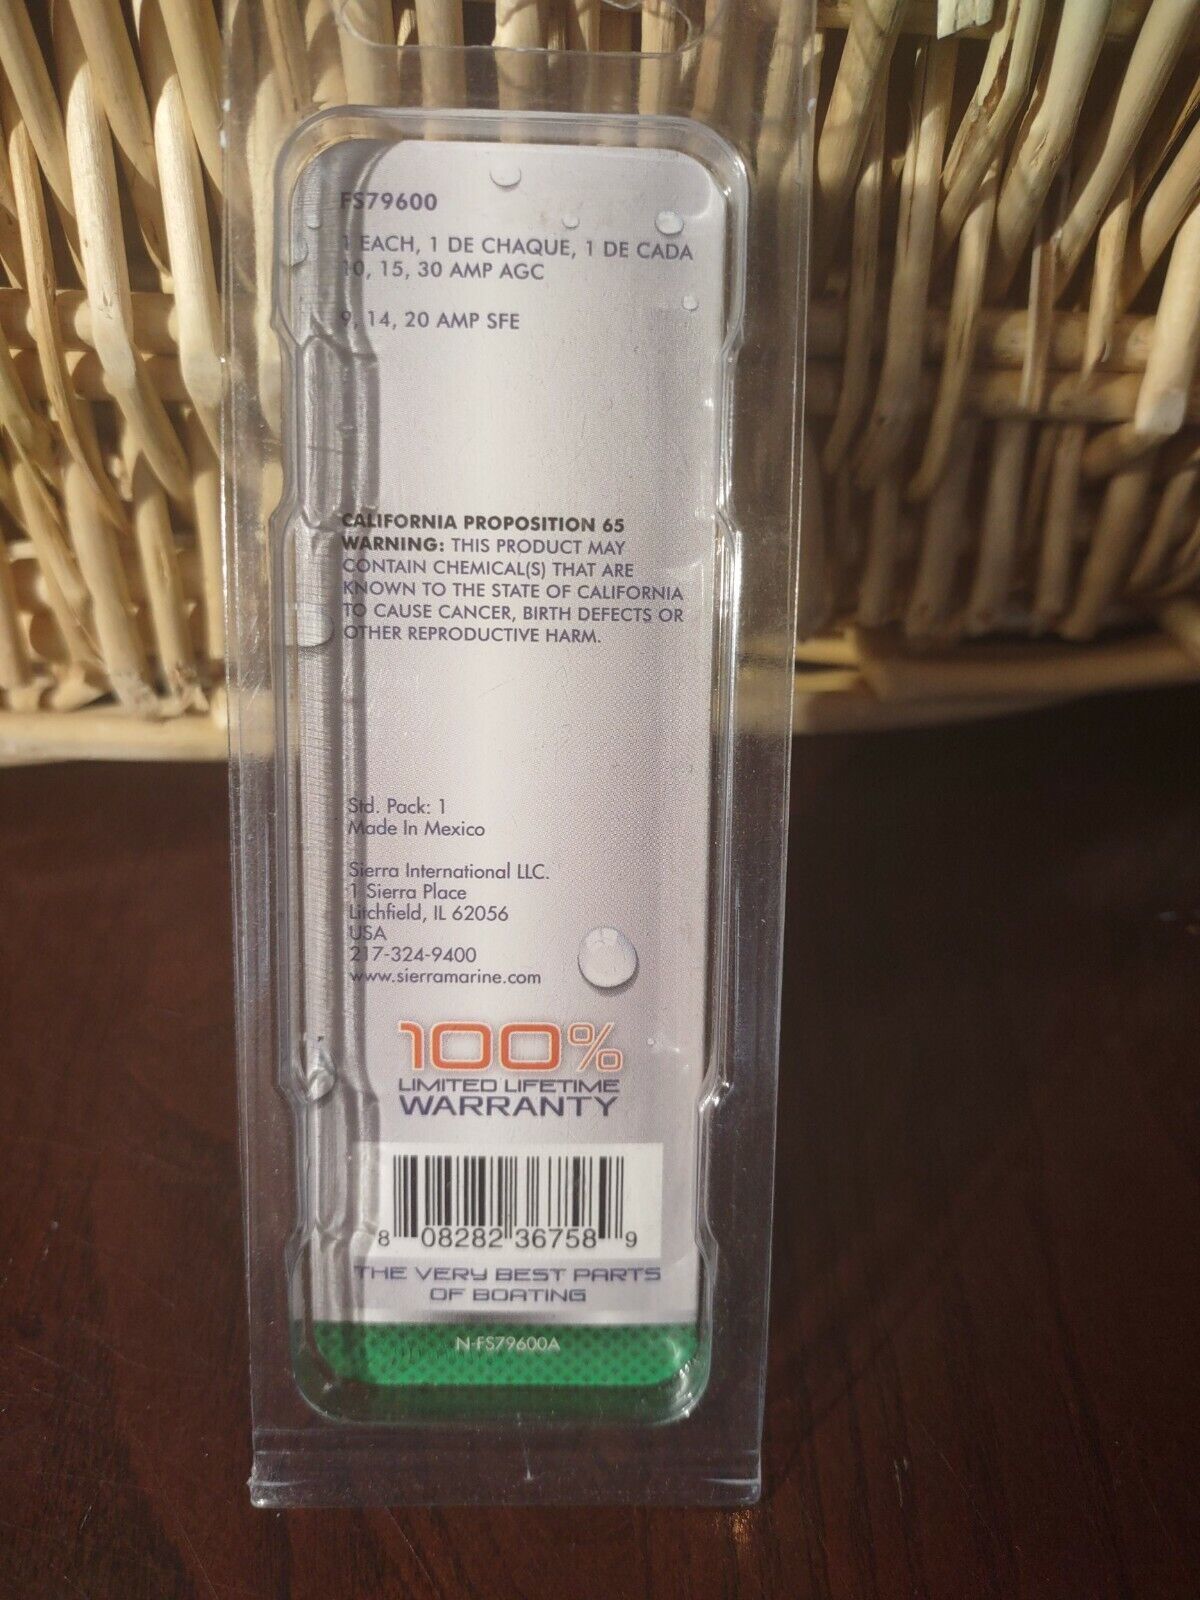 FS79600
1 EACH, 1 DE CHAQUE, 1 DE CADA
10, 15, 30 AMP AGC
9, 14, 20 AMP SFE
CALIFORNIA PROPOSITION 65
WARNING: THIS PRODUCT MAY
CONTAIN CHEMICAL(S) THAT ARE
KNOWN TO THE STATE OF CALIFORNIA
TO CAUSE CANCER, BIRTH DEFECTS OR
OTHER REPRODUCTIVE HARM.
Std. Pack: 1
Made In Mexico
Sierra International LLC.
1 Sierra Place
Litchfield, IL 62056
USA
217-324-9400
www.sierramarine.com
100%
LIMITED LIFETIME
WARRANTY
8 08282 36758 9
THE VERY BEST PARTS
OF BOATING
N-FS79600A